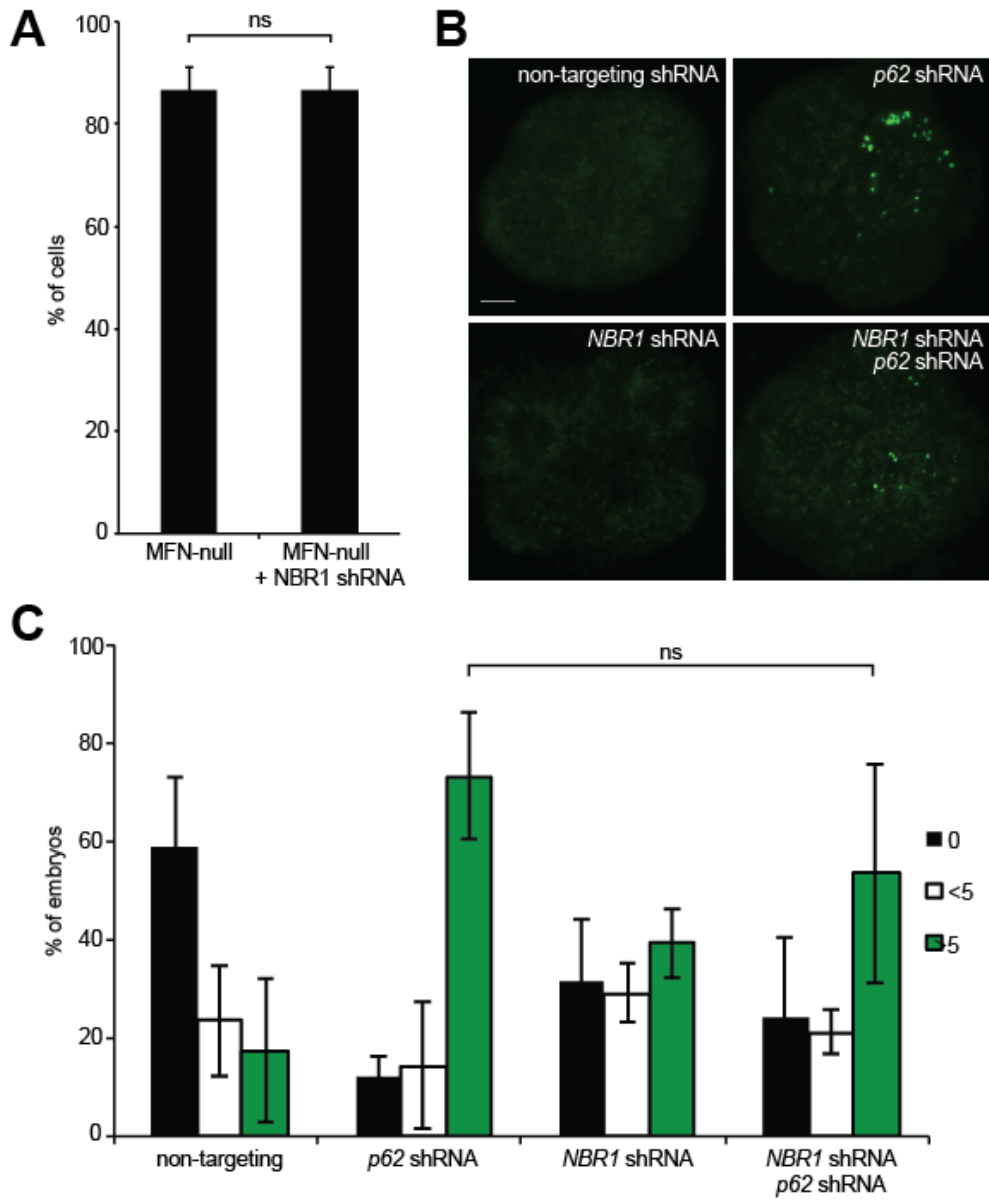 A
100
80
60
40
20
0
% of cells
ns
MFN-null
MFN-null
+ NBR1 shRNA
B
non-targeting shRNA
p62 shRNA
NBR1 shRNA
NBR1 shRNA
p62 shRNA
C
100
80
60
40
20
0
% of embryos
ns
non-targeting
p62 shRNA
NBR1 shRNA
NBR1 shRNA
p62 shRNA
0
<5
>5